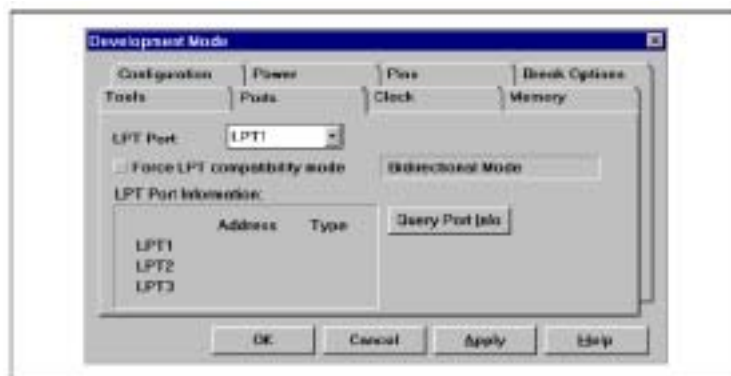 Development Mode
Configuration Power Pins Break Options
Tools Ports Clock Memory
LPT Port: LPT1
Force LPT compatibility mode Bidirectional Mode
LPT Port Information:
Address Type
Query Port Info
LPT1
LPT2
LPT3
OK Cancel Apply Help